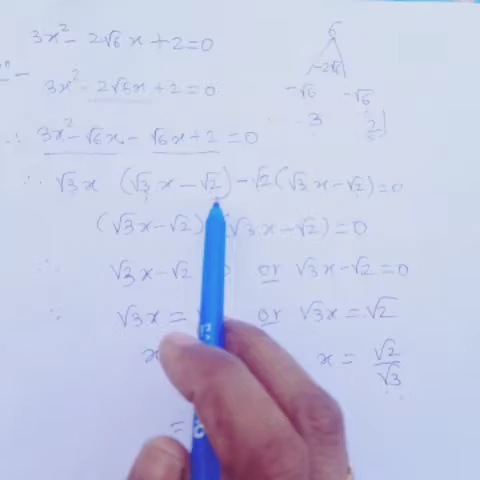 3x² - 2√6 x + 2 = 0
3x² - 2√6x + 2 = 0
∴ 3x² - √6x - √6x + 2 = 0
∴ √3x (√3x - √2) - √2(√3x - √2) = 0
(√3x - √2) (√3x - √2) = 0
∴ √3x - √2 0 or √3x - √2 = 0
∴ √3x = or √3x = √2
x x = √2/√3
=
6
-2√6
-√6 -√6
3